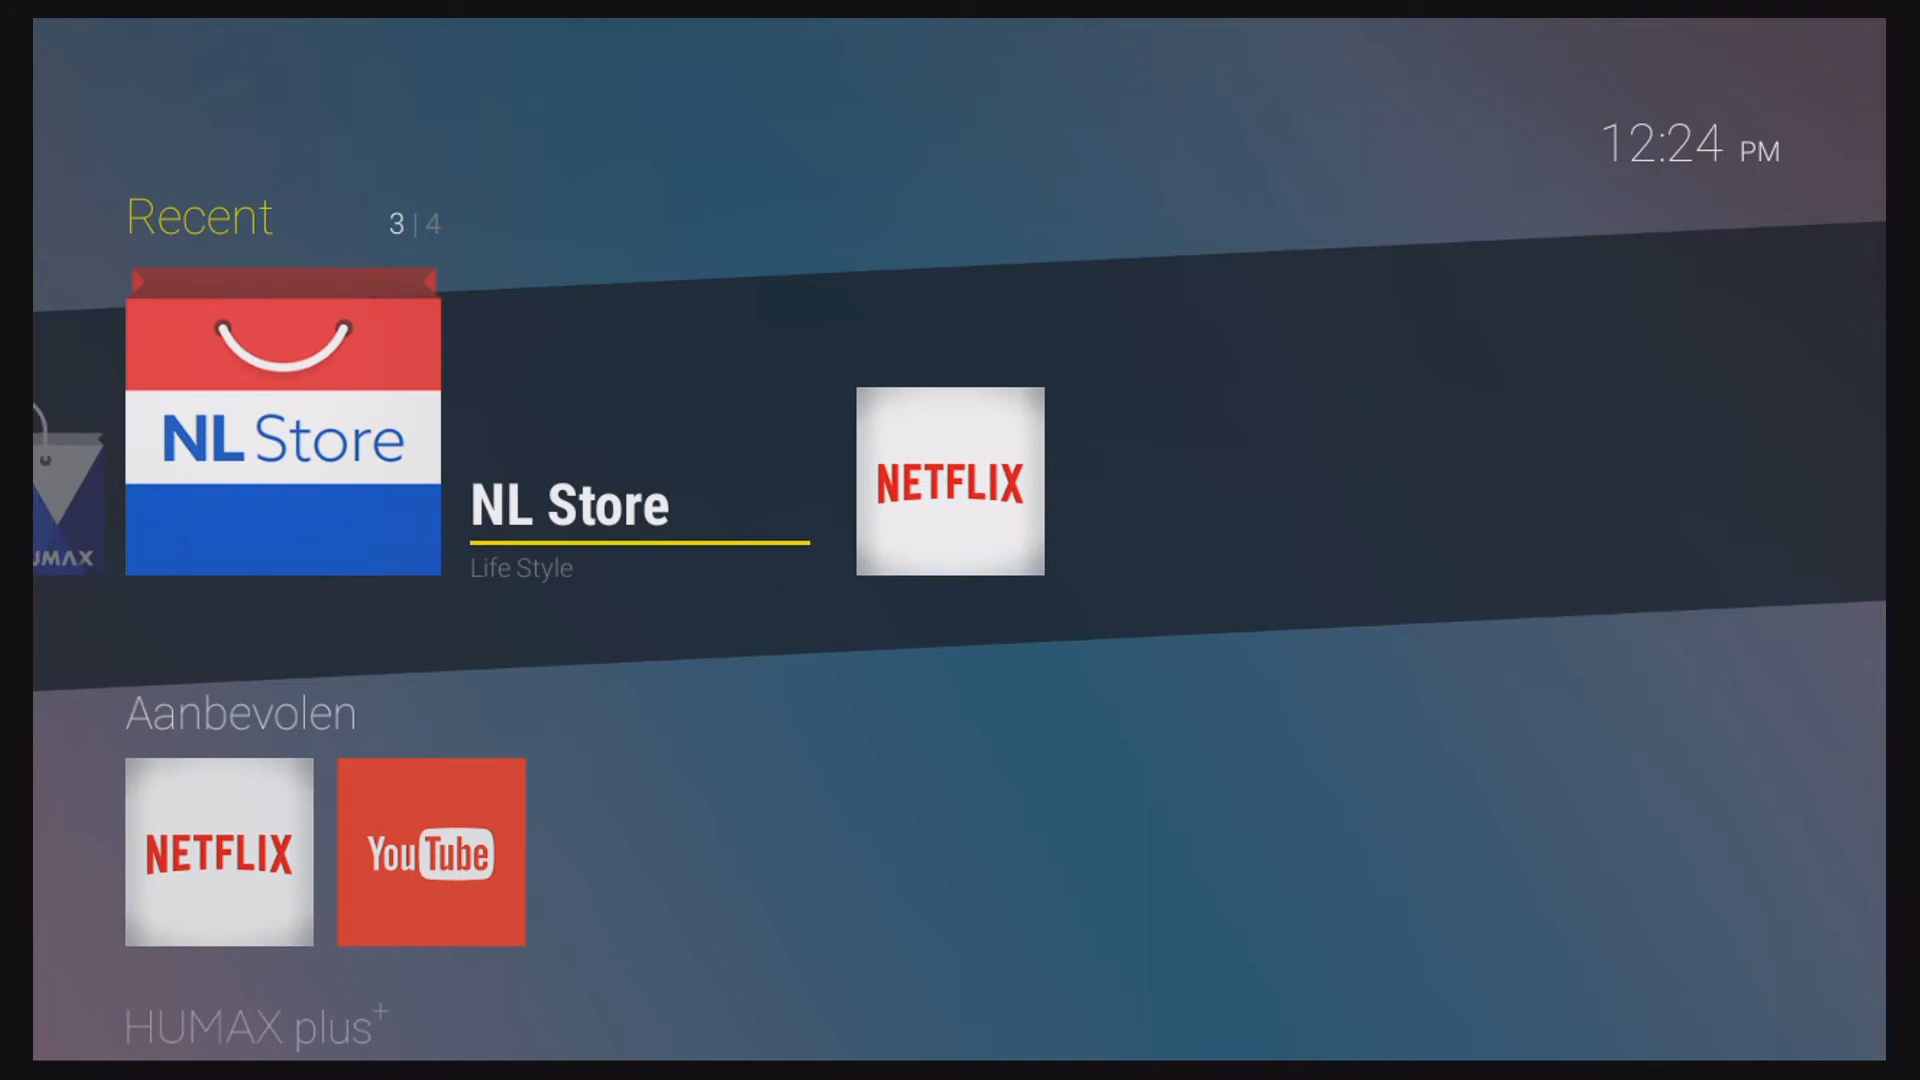 12:24 PM
Recent 3 | 4
NL Store
NL Store
Life Style
NETFLIX
Aanbevolen
NETFLIX
YouTube
HUMAX plus+